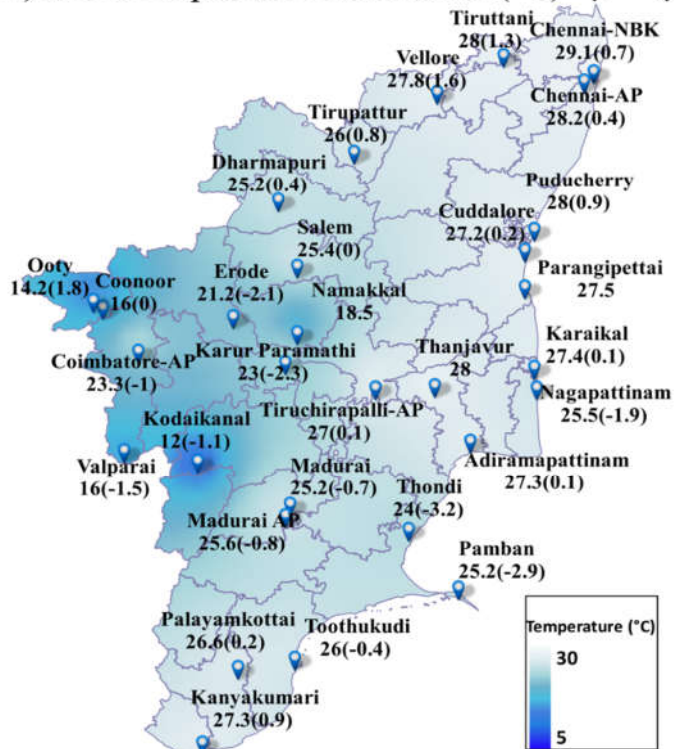 Tiruttani
28(1.3)
Chennai-NBK
29.1(0.7)
Vellore
27.8(1.6)
Chennai-AP
28.2(0.4)
Tirupattur
26(0.8)
Dharmapuri
25.2(0.4)
Puducherry
28(0.9)
Cuddalore
27.2(0.2)
Salem
25.4(0)
Ooty
14.2(1.8)
Coonoor
16(0)
Erode
21.2(-2.1)
Namakkal
18.5
Parangipettai
27.5
Karaikal
27.4(0.1)
Coimbatore-AP
23.3(-1)
Karur Paramathi
23(-2.3)
Thanjavur
28
Nagapattinam
25.5(-1.9)
Kodaikanal
12(-1.1)
Tiruchirapalli-AP
27(0.1)
Valparai
16(-1.5)
Madurai
25.2(-0.7)
Adiramapattinam
27.3(0.1)
Thondi
24(-3.2)
Madurai AP
25.6(-0.8)
Pamban
25.2(-2.9)
Palayamkottai
26.6(0.2)
Toothukudi
26(-0.4)
Kanyakumari
27.3(0.9)
Temperature (°C)
30
5